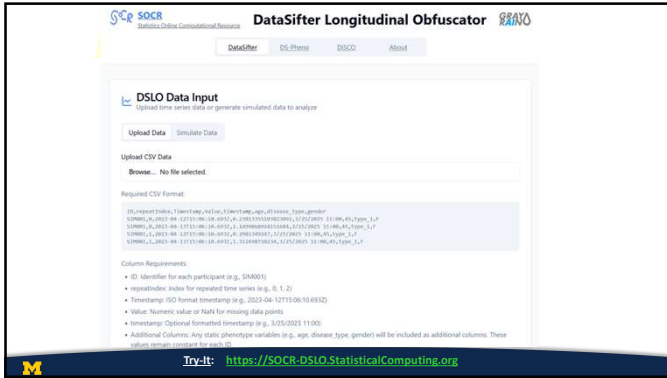 SOCR
SOCR
Statistics Online Computational Resource
DataSifter Longitudinal Obfuscator
GRAY
RAIN
DataSifter DS-Pheno DISCO About
DSLO Data Input
Upload time series data or generate simulated data to analyze
Upload Data Simulate Data
Upload CSV Data
Browse... No file selected.
Required CSV Format:
ID,repeatIndex,Timestamp,Value,timestamp,age,disease_type,gender
Column Requirements:
• ID: Identifier for each participant (e.g., SIM001)
• repeatIndex: Index for repeated time series (e.g., 0, 1, 2)
• Timestamp: ISO format timestamp (e.g., 2023-04-12T15:06:10.693Z)
• Value: Numeric value or NaN for missing data points
• timestamp: Optional formatted timestamp (e.g., 3/25/2023 11:00)
• Additional Columns: Any static phenotype variables (e.g., age, disease_type, gender) will be included as additional columns. These
values remain constant for each ID.
M
Try-It: https://SOCR-DSLO.StatisticalComputing.org